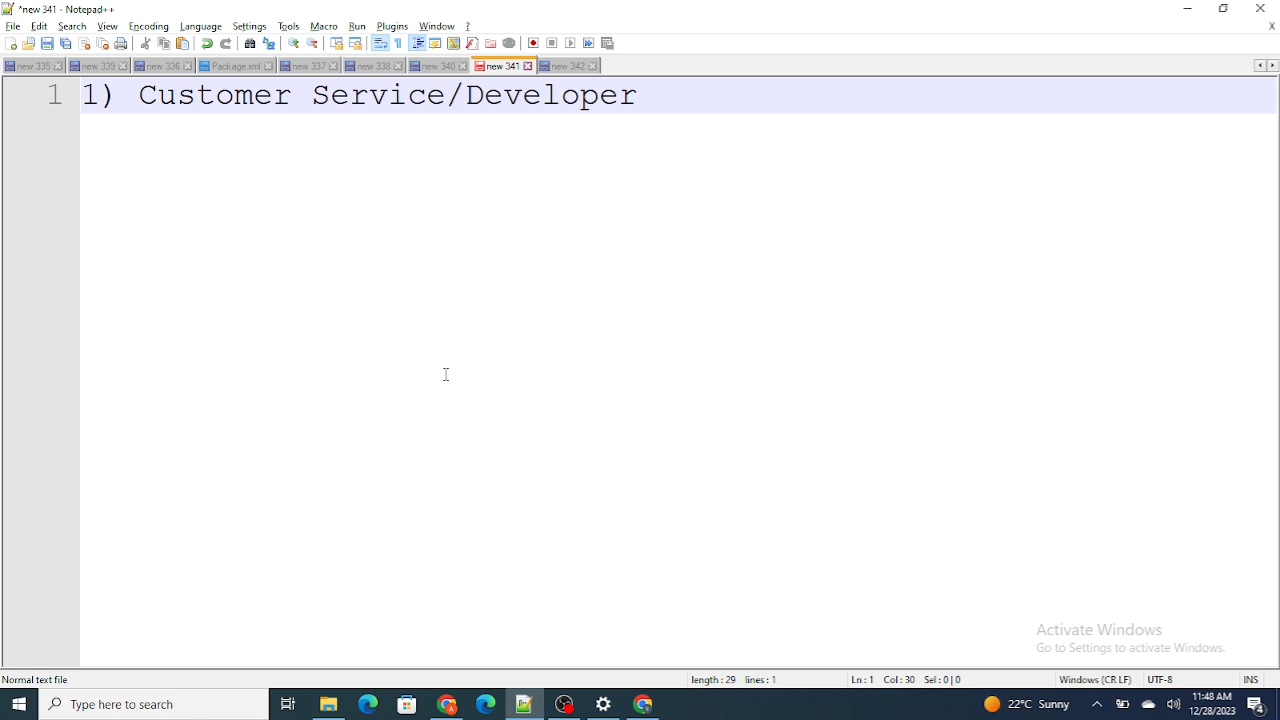 *new 341 - Notepad++
File Edit Search View Encoding Language Settings Tools Macro Run Plugins Window ? X
new 335 new 339 new 336 Package.xml new 337 new 338 new 340 new 341 new 342
1 1) Customer Service/Developer
Activate Windows
Go to Settings to activate Windows.
Normal text file length : 29 lines : 1 Ln : 1 Col : 30 Sel : 0 | 0 Windows (CR LF) UTF-8 INS
Type here to search 22°C Sunny 11:48 AM
12/28/2023 4